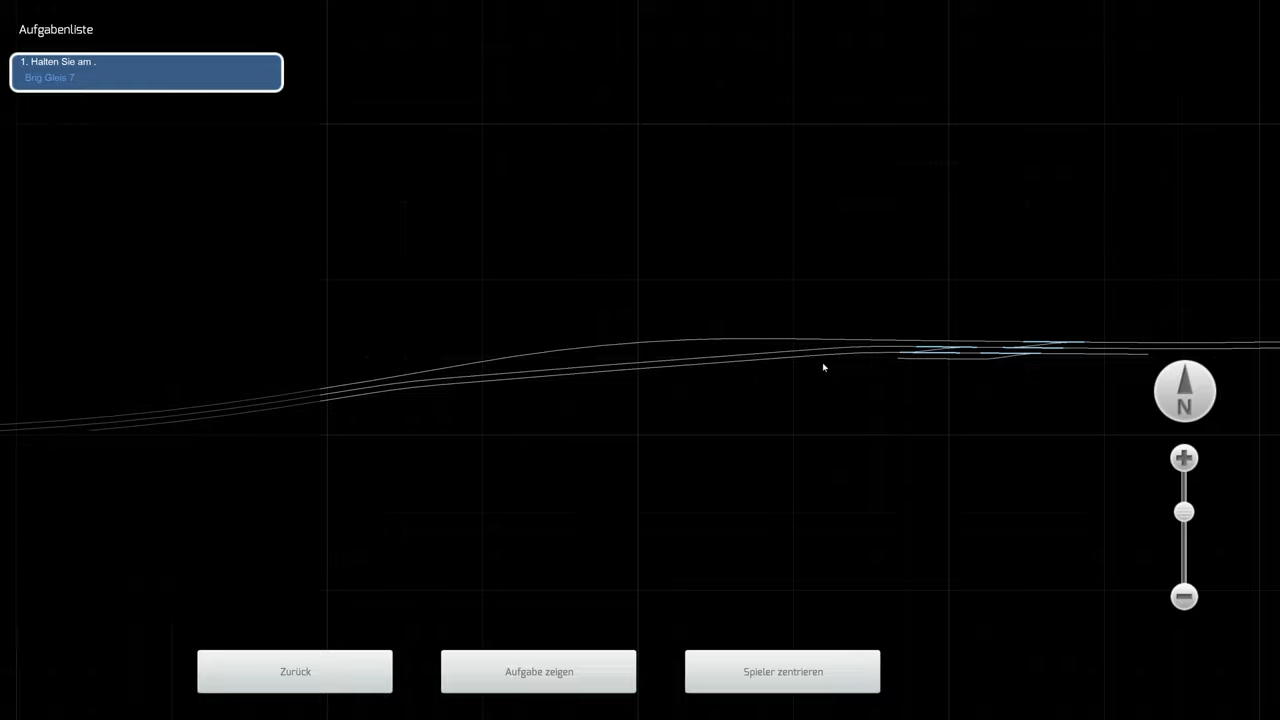 Aufgabenliste
1. Halten Sie am .
Brig Gleis 7
N
Zurück
Aufgabe zeigen
Spieler zentrieren